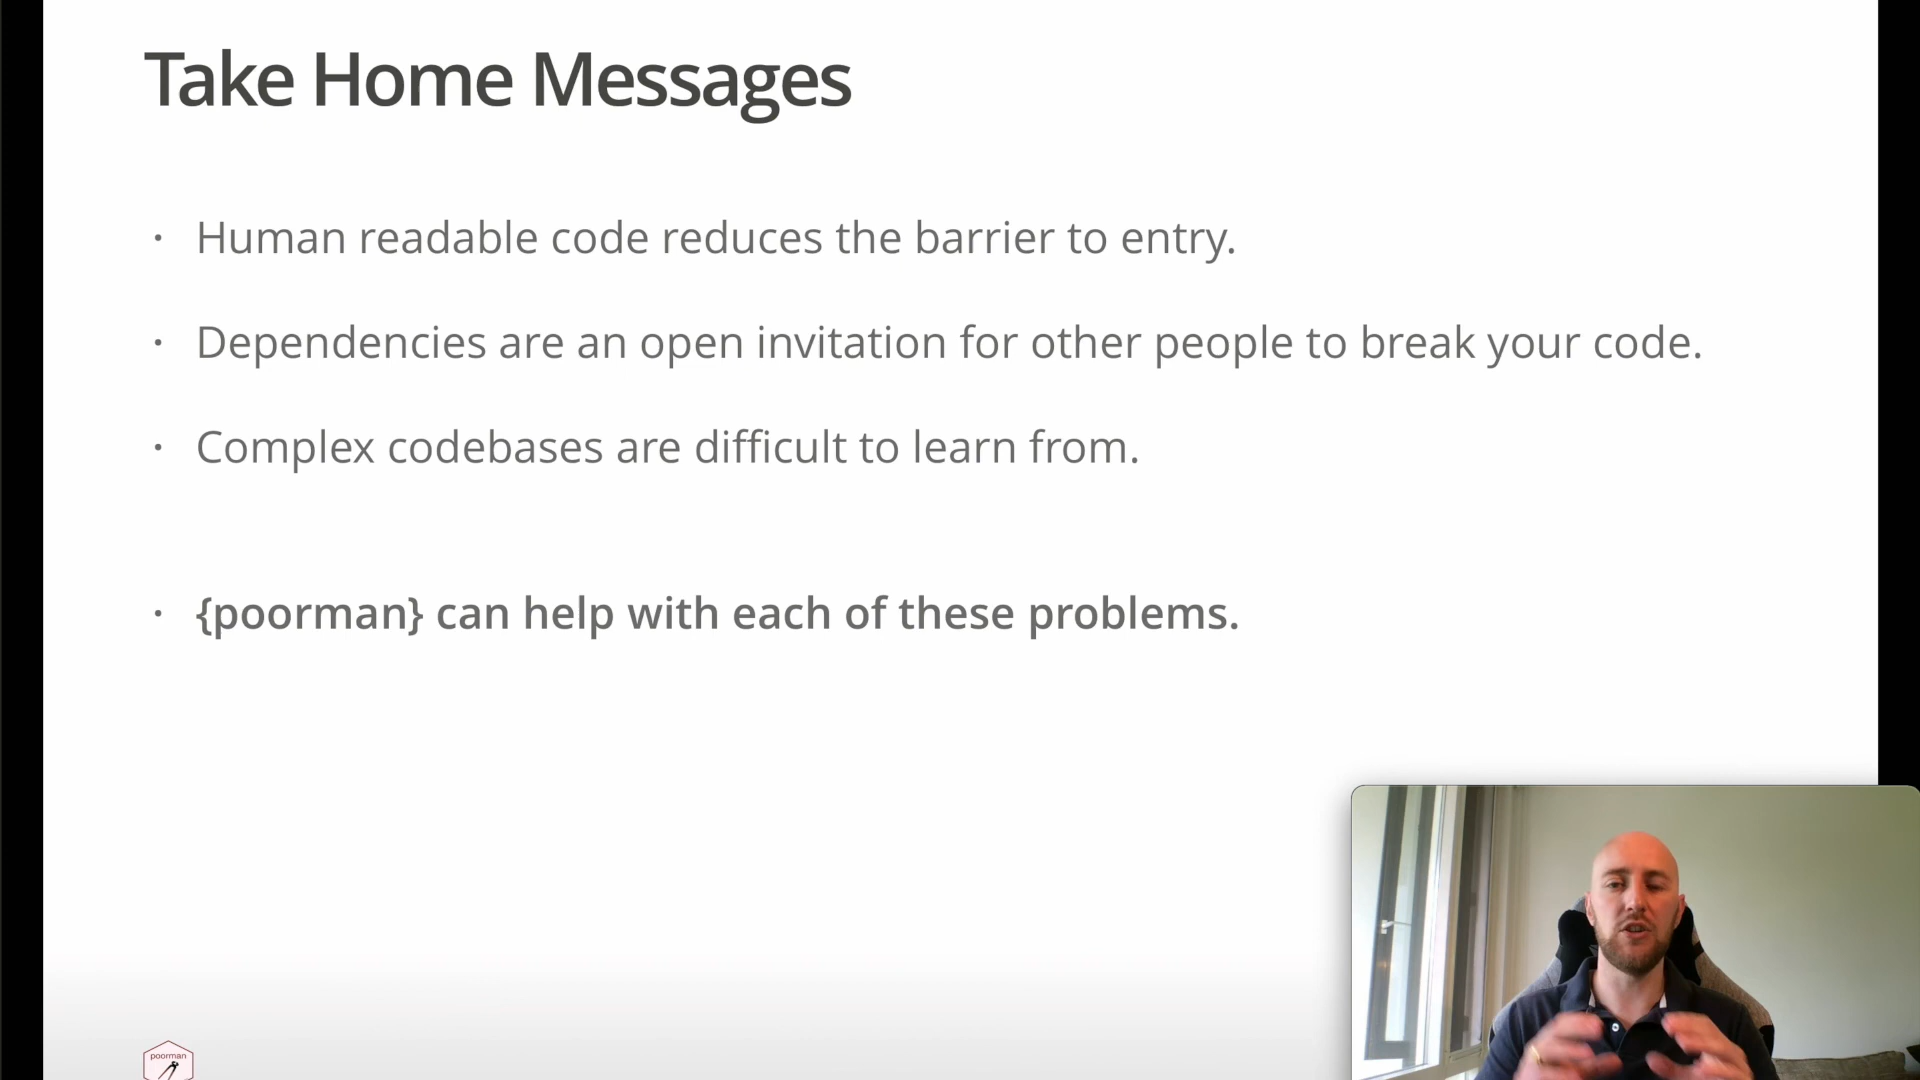 Take Home Messages
· Human readable code reduces the barrier to entry.
· Dependencies are an open invitation for other people to break your code.
· Complex codebases are difficult to learn from.
· {poorman} can help with each of these problems.
poorman